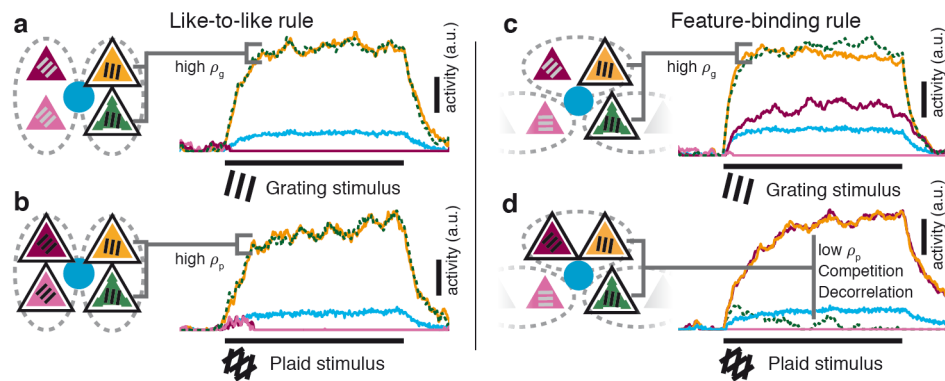 a
Like-to-like rule
high ρg
activity (a.u.)
Grating stimulus
b
high ρp
activity (a.u.)
Plaid stimulus
c
Feature-binding rule
high ρg
activity (a.u.)
Grating stimulus
d
low ρp
Competition
Decorrelation
activity (a.u.)
Plaid stimulus